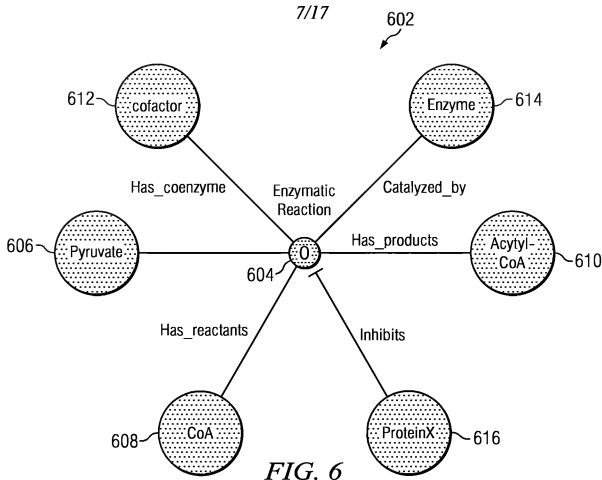 7/17
602
612
cofactor
Enzyme
614
Has_coenzyme
Enzymatic
Reaction
Catalyzed_by
606
Pyruvate
604
O
Has_products
Acytyl-
CoA
610
Has_reactants
Inhibits
608
CoA
ProteinX
616
FIG. 6